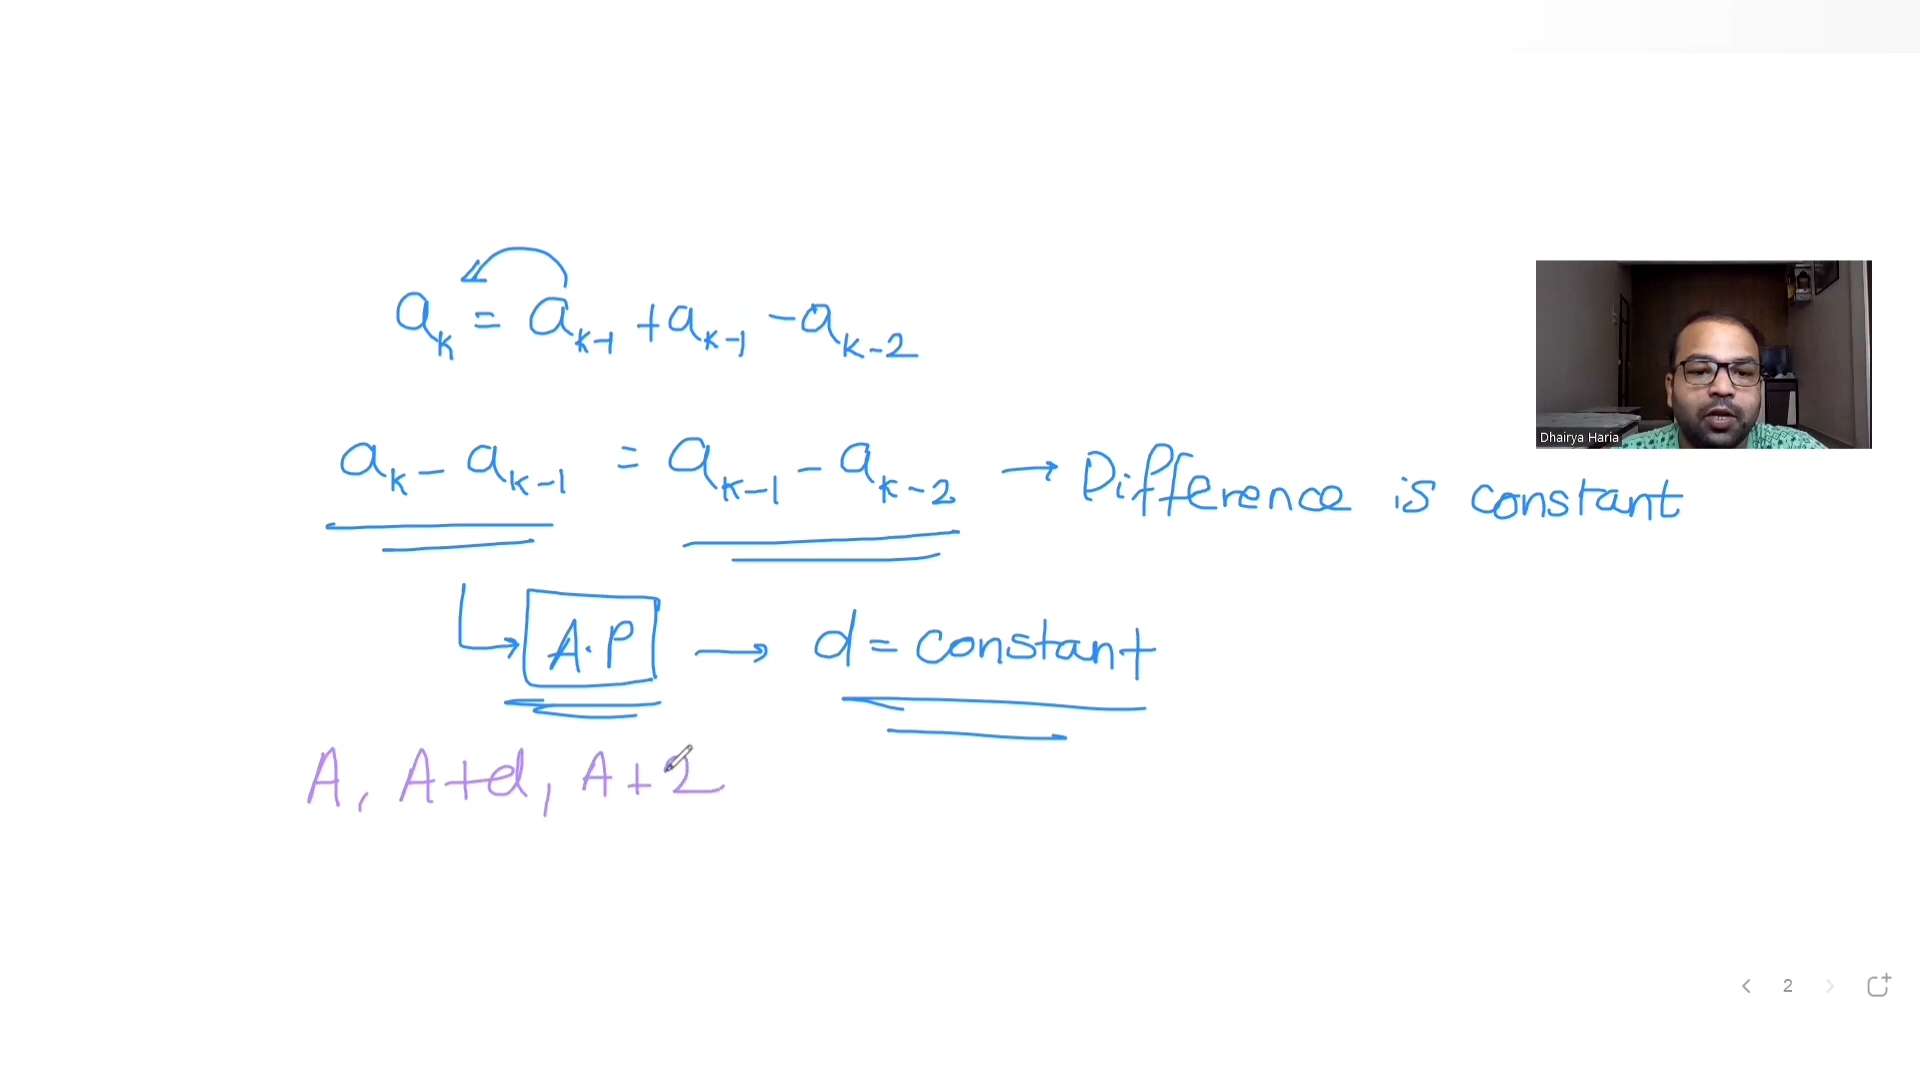 a_k = a_{k-1} + a_{k-1} - a_{k-2}
a_k - a_{k-1} = a_{k-1} - a_{k-2} → Difference is constant
Dhairya Haria
A.P → d = constant
A, A+d, A+2
2